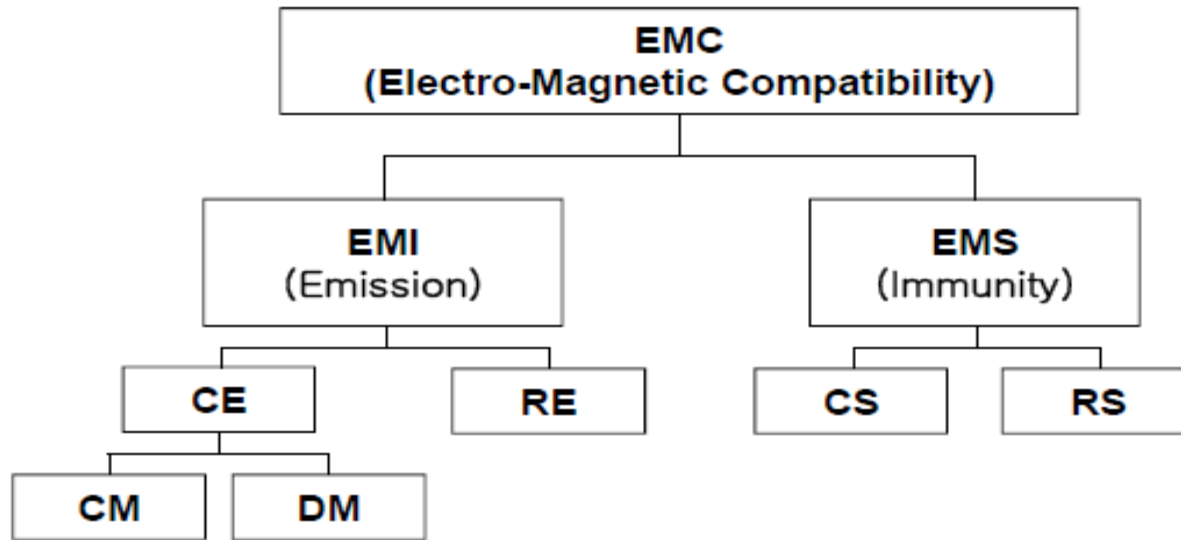 EMC
(Electro-Magnetic Compatibility)
EMI
(Emission)
EMS
(Immunity)
CE
RE
CS
RS
CM
DM